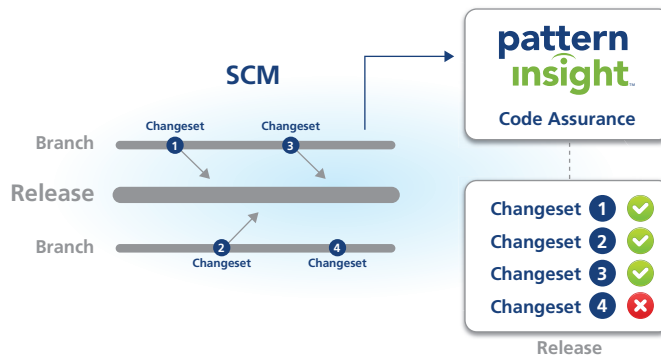 SCM
Branch
Changeset
1
Changeset
3
Release
Branch
2
Changeset
4
Changeset
pattern
insight™
Code Assurance
Changeset 1
Changeset 2
Changeset 3
Changeset 4
Release